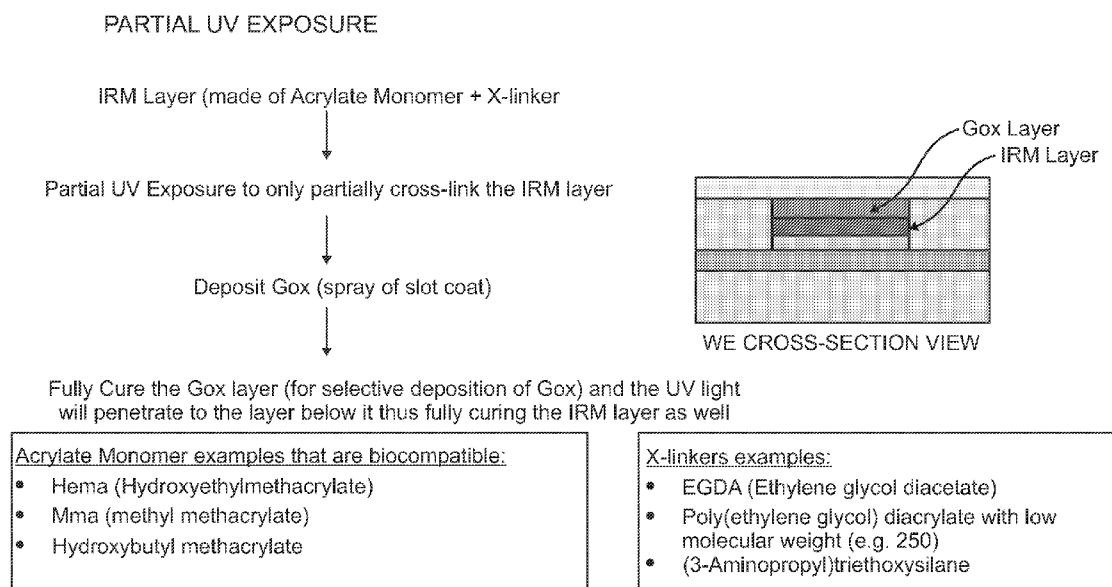 PARTIAL UV EXPOSURE
IRM Layer (made of Acrylate Monomer + X-linker
Partial UV Exposure to only partially cross-link the IRM layer
Deposit Gox (spray of slot coat)
Fully Cure the Gox layer (for selective deposition of Gox) and the UV light
will penetrate to the layer below it thus fully curing the IRM layer as well
Gox Layer
IRM Layer
WE CROSS-SECTION VIEW
Acrylate Monomer examples that are biocompatible:
• Hema (Hydroxyethylmethacrylate)
• Mma (methyl methacrylate)
• Hydroxybutyl methacrylate
X-linkers examples:
• EGDA (Ethylene glycol diacetate)
• Poly(ethylene glycol) diacrylate with low
molecular weight (e.g. 250)
• (3-Aminopropyl)triethoxysilane